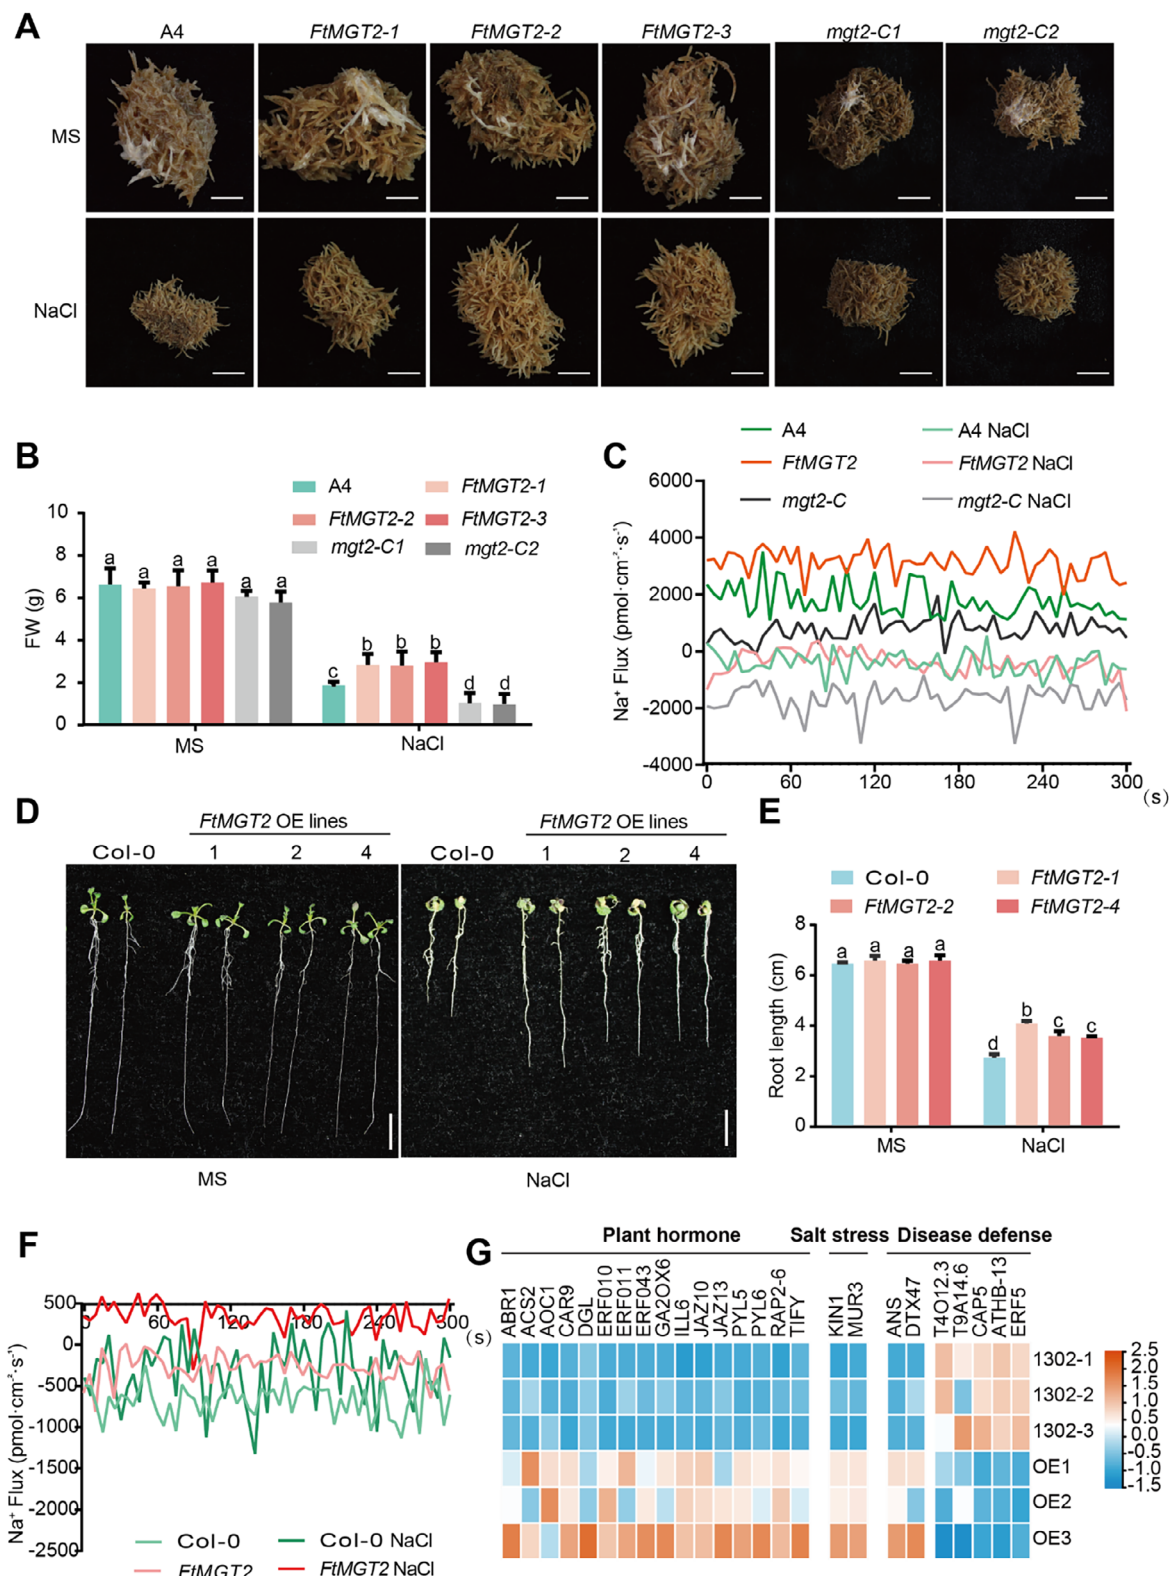 A
A4 FtMGT2-1 FtMGT2-2 FtMGT2-3 mgt2-C1 mgt2-C2
MS
NaCl
B
A4 FtMGT2-1
FtMGT2-2 FtMGT2-3
mgt2-C1 mgt2-C2
FW (g)
10
8
6
4
2
0
a a a a a a
c b b b d d
MS NaCl
C
A4 A4 NaCl
FtMGT2 FtMGT2 NaCl
mgt2-C mgt2-C NaCl
Na⁺ Flux (pmol·cm⁻²·s⁻¹)
6000
4000
2000
0
-2000
-4000
0 60 120 180 240 300 (s)
D
FtMGT2 OE lines FtMGT2 OE lines
Col-0 1 2 4 Col-0 1 2 4
MS NaCl
E
Col-0 FtMGT2-1
FtMGT2-2 FtMGT2-4
Root length (cm)
8
6
4
2
0
a a a a
d b c c
MS NaCl
F
Na⁺ Flux (pmol·cm⁻²·s⁻¹)
500
0
-500
-1000
-1500
-2000
-2500
60 120 180 240 300 (s)
Col-0 Col-0 NaCl
FtMGT2 FtMGT2 NaCl
G
Plant hormone Salt stress Disease defense
ABR1 ACS2 AOC1 CAR9 DGL ERF010 ERF011 ERF043 GA2OX6 ILL6 JAZ10 JAZ13 PYL5 PYL6 RAP2-6 TIFY KIN1 MUR3 ANS DTX47 T4O12.3 T9A14.6 CAP5 ATHB-13 ERF5
1302-1
1302-2
1302-3
OE1
OE2
OE3
2.5
2.0
1.5
1.0
0.5
0.0
-0.5
-1.0
-1.5